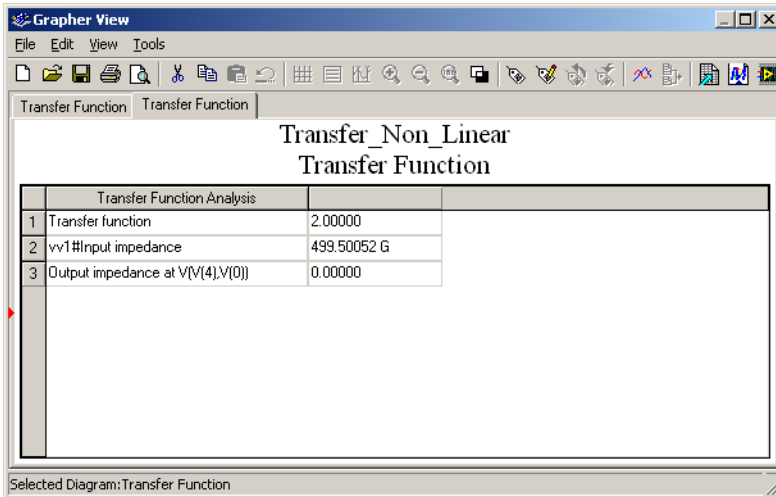 Grapher View
File Edit View Tools
Transfer Function Transfer Function
Transfer_Non_Linear
Transfer Function
Transfer Function Analysis
1 Transfer function 2.00000
2 vv1#Input impedance 499.50052 G
3 Output impedance at V(V(4),V(0)) 0.00000
Selected Diagram:Transfer Function